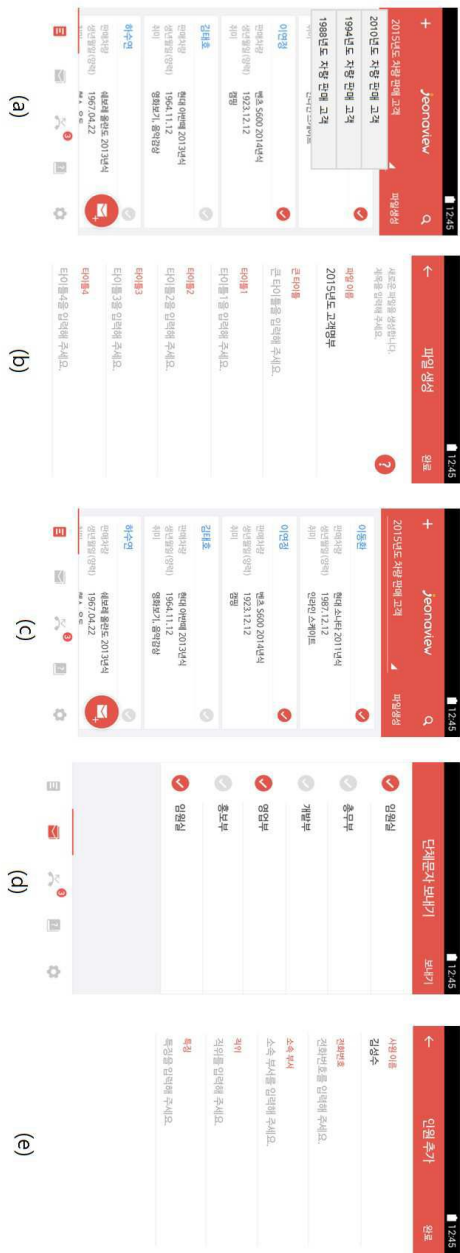 12:45
+ Jeonaview
2015년도 차량 판매 고객 파일생성
2010년도 차량 판매 고객
1994년도 차량 판매 고객
1988년도 차량 판매 고객
이연정
판매차량 벤츠 S600 2014년식
생년월일(양력) 1923.12.12
취미 캠핑
김태호
판매차량 현대 아반떼 2013년식
생년월일(양력) 1964.11.12
취미 영화보기, 음악감상
하수연
판매차량 쉐보레 올란도 2013년식
생년월일(양력) 1967.04.22
3
?
(a)
12:45
← 파일 생성 완료
새로운 파일을 생성합니다.
제목을 입력해 주세요.
?
파일 이름
2015년도 고객명부
큰 타이틀
큰 타이틀을 입력해 주세요.
타이틀1
타이틀1을 입력해 주세요.
타이틀2
타이틀2을 입력해 주세요.
타이틀3
타이틀3을 입력해 주세요.
타이틀4
타이틀4을 입력해 주세요.
(b)
12:45
+ Jeonaview
2015년도 차량 판매 고객 파일생성
이동환
판매차량 현대 소나타 2011년식
생년월일(양력) 1987.12.12
취미 인라인 스케이트
이연정
판매차량 벤츠 S600 2014년식
생년월일(양력) 1923.12.12
취미 캠핑
김태호
판매차량 현대 아반떼 2013년식
생년월일(양력) 1964.11.12
취미 영화보기, 음악감상
하수연
판매차량 쉐보레 올란도 2013년식
생년월일(양력) 1967.04.22
3
?
(c)
12:45
단체문자 보내기 보내기
임원실
총무부
개발부
영업부
홍보부
임원실
3
?
(d)
12:45
← 인원 추가 완료
사원 이름
김성수
전화번호
전화번호를 입력해 주세요.
소속 부서
소속 부서를 입력해 주세요.
직위
직위를 입력해 주세요.
특징
특징을 입력해 주세요.
(e)